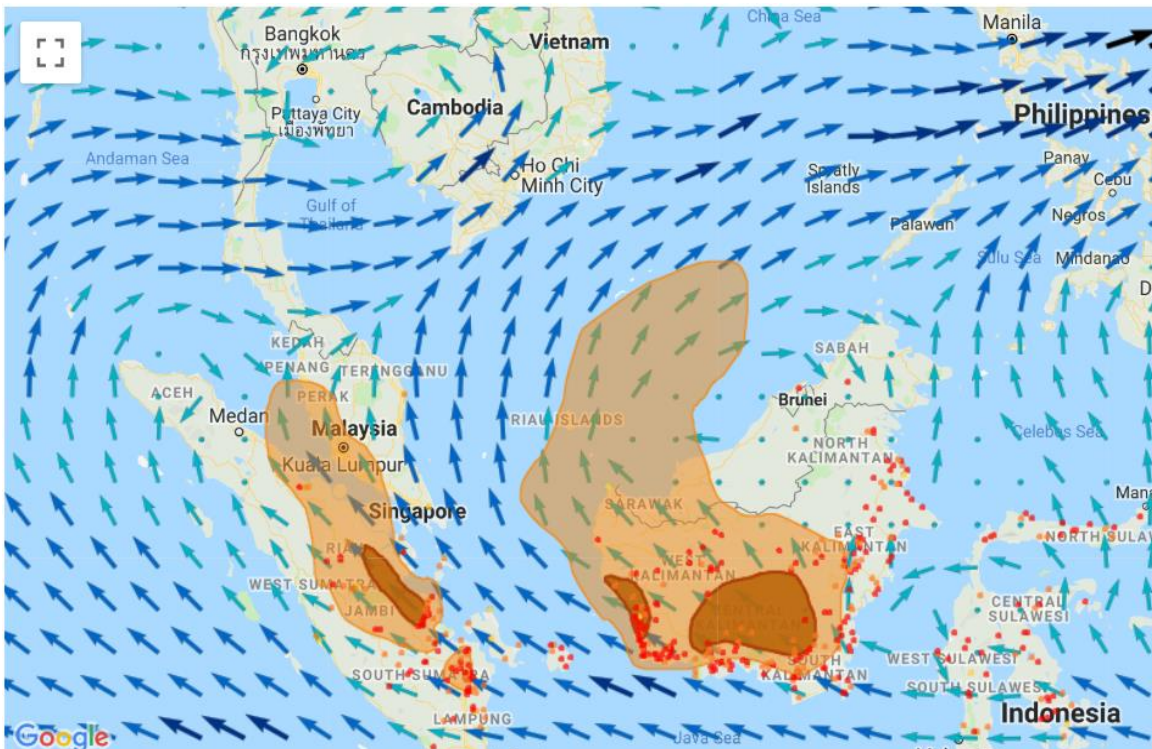 China Sea
Manila
Bangkok
กรุงเทพมหานคร
Vietnam
Pattaya City
เมืองพัทยา
Cambodia
Philippines
Andaman Sea
Ho Chi
Minh City
Spratly
Islands
Panay
Cebu
Gulf of
Thailand
Palawan
Negros
Sulu Sea
Mindanao
D
KEDAH
PENANG
TERENGGANU
PERAK
SABAH
ACEH
Medan
Malaysia
Kuala Lumpur
RIAU ISLANDS
Brunei
NORTH
KALIMANTAN
Celebes Sea
Singapore
SARAWAK
RIAU
EAST
KALIMANTAN
Mana
NORTH SULAW
WEST SUMATRA
WEST
KALIMANTAN
JAMBI
CENTRAL
KALIMANTAN
CENTRAL
SULAWESI
SOUTH SUMATRA
SOUTH
KALIMANTAN
WEST SULAWESI
SOUTH SULAWESI
LAMPUNG
Indonesia
Google
Java Sea